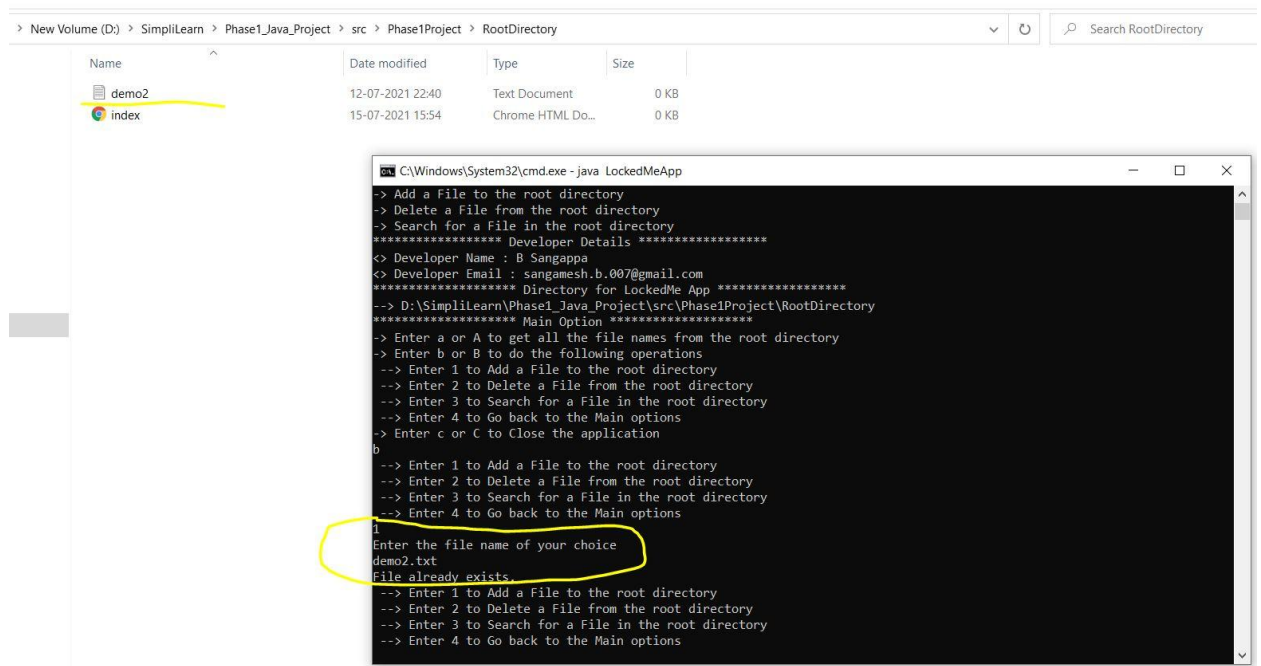 > New Volume (D:) > SimpliLearn > Phase1_Java_Project > src > Phase1Project > RootDirectory
Search RootDirectory
Name Date modified Type Size
demo2 12-07-2021 22:40 Text Document 0 KB
index 15-07-2021 15:54 Chrome HTML Do... 0 KB
C:\Windows\System32\cmd.exe - java LockedMeApp
-> Add a File to the root directory
-> Delete a File from the root directory
-> Search for a File in the root directory
****************** Developer Details ******************
<> Developer Name : B Sangappa
<> Developer Email : sangamesh.b.007@gmail.com
******************** Directory for LockedMe App ******************
--> D:\SimpliLearn\Phase1_Java_Project\src\Phase1Project\RootDirectory
******************** Main Option ********************
-> Enter a or A to get all the file names from the root directory
-> Enter b or B to do the following operations
--> Enter 1 to Add a File to the root directory
--> Enter 2 to Delete a File from the root directory
--> Enter 3 to Search for a File in the root directory
--> Enter 4 to Go back to the Main options
-> Enter c or C to Close the application
b
--> Enter 1 to Add a File to the root directory
--> Enter 2 to Delete a File from the root directory
--> Enter 3 to Search for a File in the root directory
--> Enter 4 to Go back to the Main options
1
Enter the file name of your choice
demo2.txt
File already exists.
--> Enter 1 to Add a File to the root directory
--> Enter 2 to Delete a File from the root directory
--> Enter 3 to Search for a File in the root directory
--> Enter 4 to Go back to the Main options